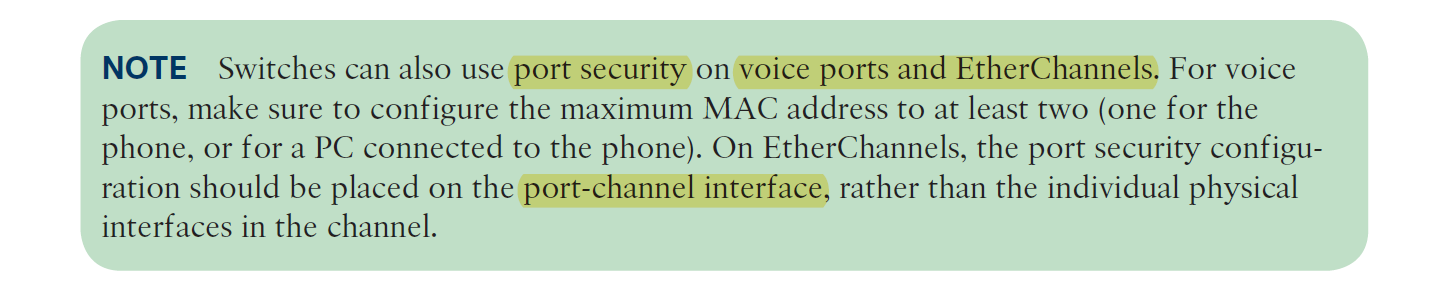 NOTE Switches can also use port security on voice ports and EtherChannels. For voice
ports, make sure to configure the maximum MAC address to at least two (one for the
phone, or for a PC connected to the phone). On EtherChannels, the port security configu-
ration should be placed on the port-channel interface, rather than the individual physical
interfaces in the channel.